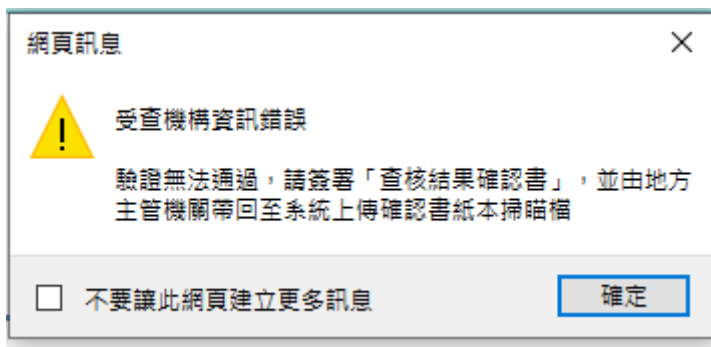 網頁訊息
受查機構資訊錯誤
驗證無法通過，請簽署「查核結果確認書」，並由地方
主管機關帶回至系統上傳確認書紙本掃瞄檔
不要讓此網頁建立更多訊息
確定